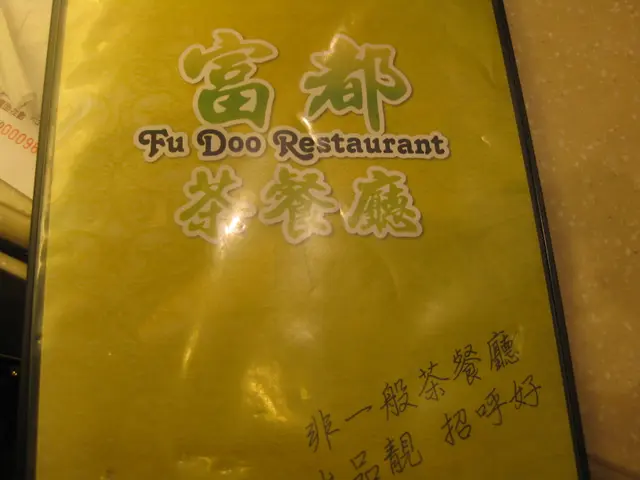 富都
Fu Doo Restaurant
茶餐廳
非一般茶餐廳
品靚 招呼好